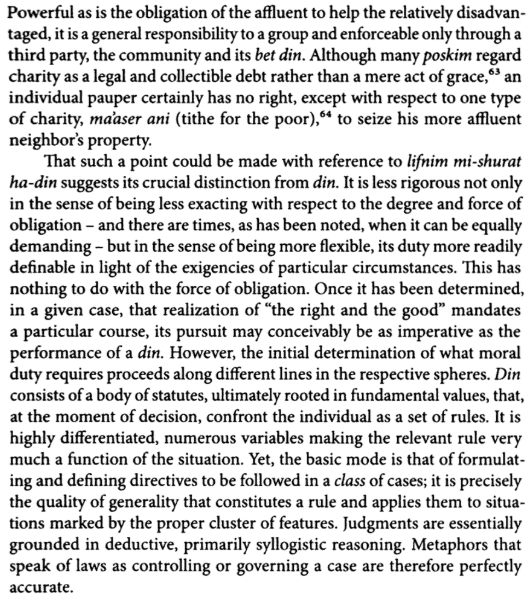 Powerful as is the obligation of the affluent to help the relatively disadvan-
taged, it is a general responsibility to a group and enforceable only through a
third party, the community and its bet din. Although many poskim regard
charity as a legal and collectible debt rather than a mere act of grace,63 an
individual pauper certainly has no right, except with respect to one type
of charity, ma'aser ani (tithe for the poor),64 to seize his more affluent
neighbor's property.
That such a point could be made with reference to lifnim mi-shurat
ha-din suggests its crucial distinction from din. It is less rigorous not only
in the sense of being less exacting with respect to the degree and force of
obligation – and there are times, as has been noted, when it can be equally
demanding – but in the sense of being more flexible, its duty more readily
definable in light of the exigencies of particular circumstances. This has
nothing to do with the force of obligation. Once it has been determined,
in a given case, that realization of "the right and the good" mandates
a particular course, its pursuit may conceivably be as imperative as the
performance of a din. However, the initial determination of what moral
duty requires proceeds along different lines in the respective spheres. Din
consists of a body of statutes, ultimately rooted in fundamental values, that,
at the moment of decision, confront the individual as a set of rules. It is
highly differentiated, numerous variables making the relevant rule very
much a function of the situation. Yet, the basic mode is that of formulat-
ing and defining directives to be followed in a class of cases; it is precisely
the quality of generality that constitutes a rule and applies them to situa-
tions marked by the proper cluster of features. Judgments are essentially
grounded in deductive, primarily syllogistic reasoning. Metaphors that
speak of laws as controlling or governing a case are therefore perfectly
accurate.